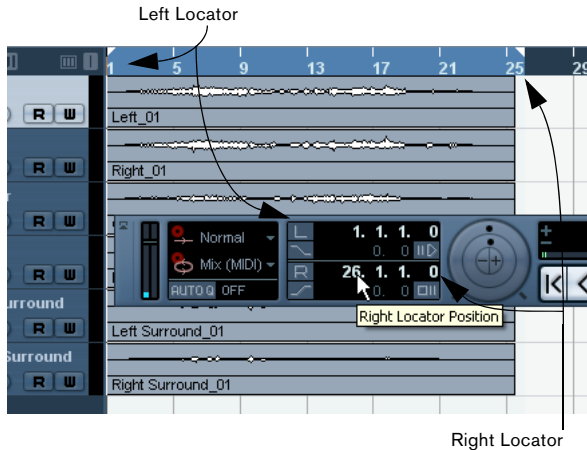 Left Locator
1 5 9 13 17 21 25 29
R W
Left_01
R W
Right_01
R W
Normal
L 1. 1. 1. 0
0. 0
Mix (MIDI)
R 26. 1. 1. 0
R W
AUTO Q OFF
0. 0
Right Locator Position
urround
R W
Left Surround_01
Surround
R W
Right Surround_01
Right Locator